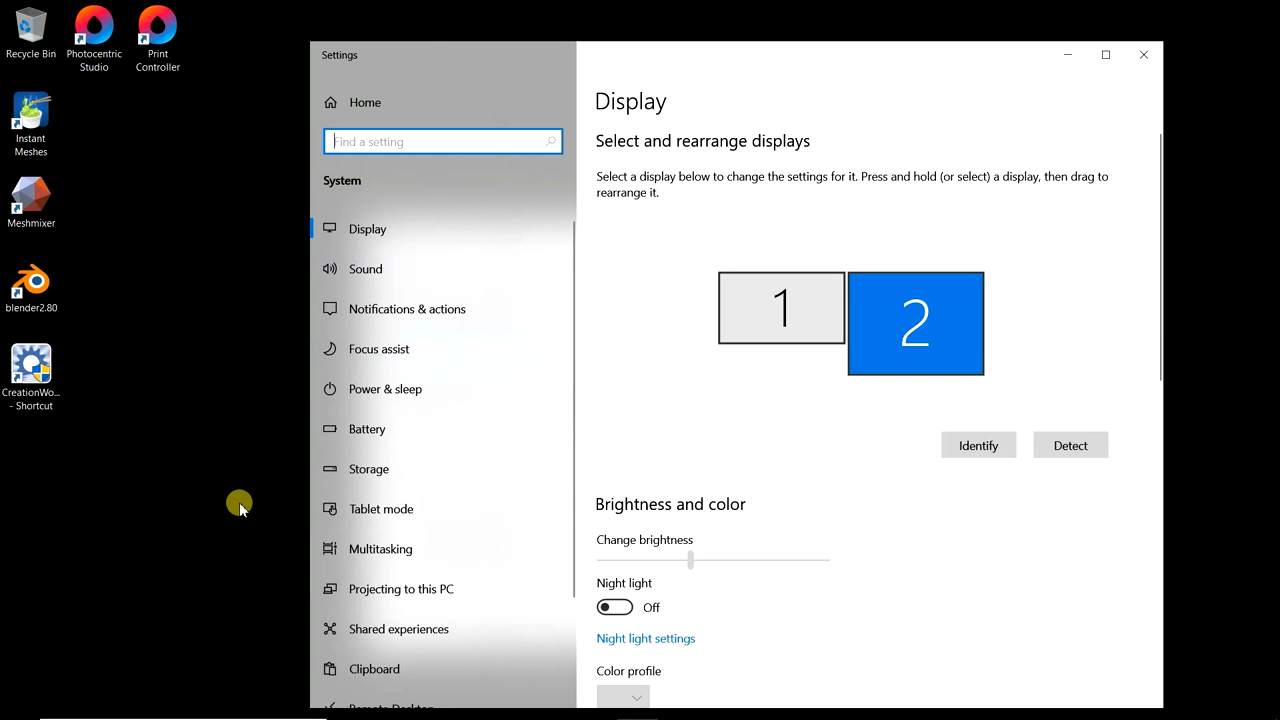 Recycle Bin
Photocentric
Studio
Print
Controller
Instant
Meshes
Meshmixer
blender2.80
CreationWo...
- Shortcut
Settings
Home
Find a setting
System
Display
Sound
Notifications & actions
Focus assist
Power & sleep
Battery
Storage
Tablet mode
Multitasking
Projecting to this PC
Shared experiences
Clipboard
Remote Desktop
Display
Select and rearrange displays
Select a display below to change the settings for it. Press and hold (or select) a display, then drag to
rearrange it.
1
2
Identify
Detect
Brightness and color
Change brightness
Night light
Off
Night light settings
Color profile